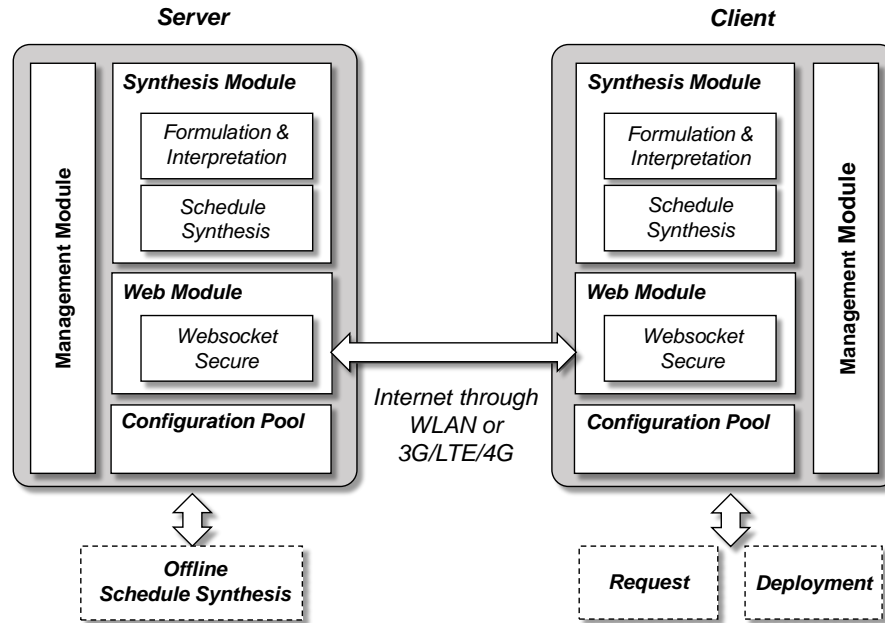 Server
Management Module
Synthesis Module
Formulation &
Interpretation
Schedule
Synthesis
Web Module
Websocket
Secure
Configuration Pool
Offline
Schedule Synthesis
Internet through
WLAN or
3G/LTE/4G
Client
Synthesis Module
Formulation &
Interpretation
Schedule
Synthesis
Web Module
Websocket
Secure
Configuration Pool
Management Module
Request
Deployment